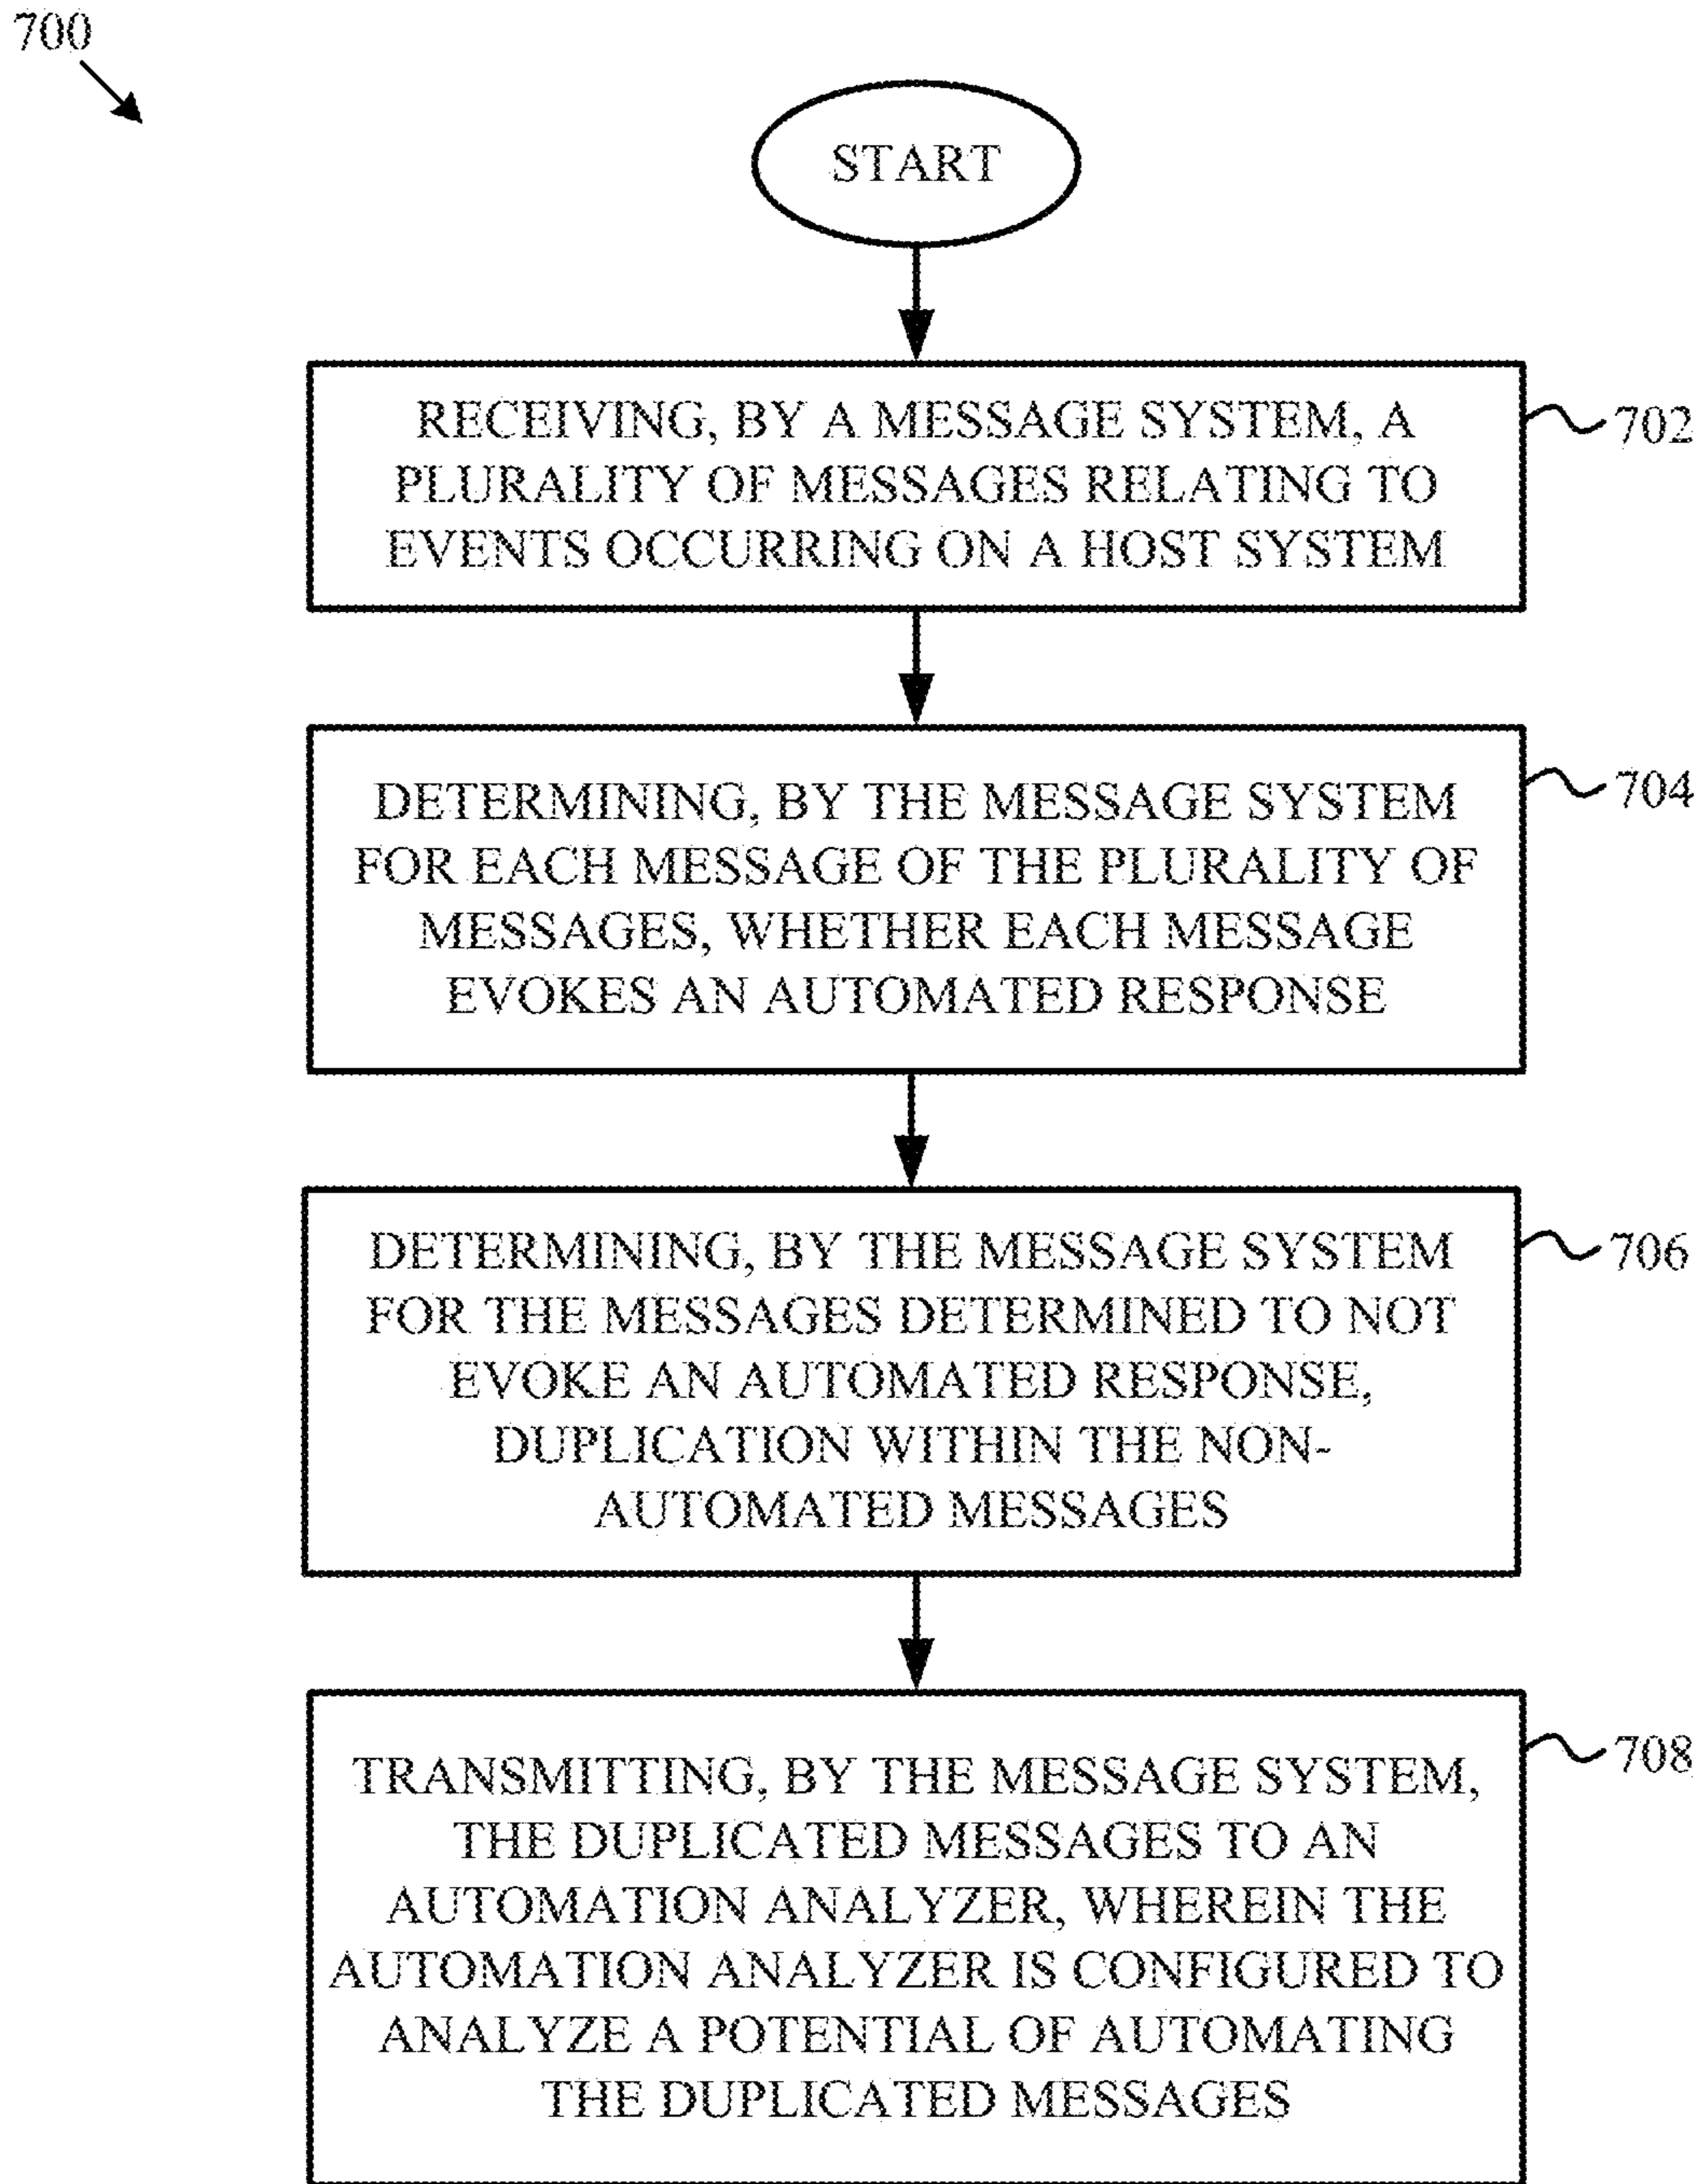 700
START
RECEIVING, BY A MESSAGE SYSTEM, A
PLURALITY OF MESSAGES RELATING TO
EVENTS OCCURRING ON A HOST SYSTEM
702
DETERMINING, BY THE MESSAGE SYSTEM
FOR EACH MESSAGE OF THE PLURALITY OF
MESSAGES, WHETHER EACH MESSAGE
EVOKES AN AUTOMATED RESPONSE
704
DETERMINING, BY THE MESSAGE SYSTEM
FOR THE MESSAGES DETERMINED TO NOT
EVOKE AN AUTOMATED RESPONSE,
DUPLICATION WITHIN THE NON-
AUTOMATED MESSAGES
706
TRANSMITTING, BY THE MESSAGE SYSTEM,
THE DUPLICATED MESSAGES TO AN
AUTOMATION ANALYZER, WHEREIN THE
AUTOMATION ANALYZER IS CONFIGURED TO
ANALYZE A POTENTIAL OF AUTOMATING
THE DUPLICATED MESSAGES
708